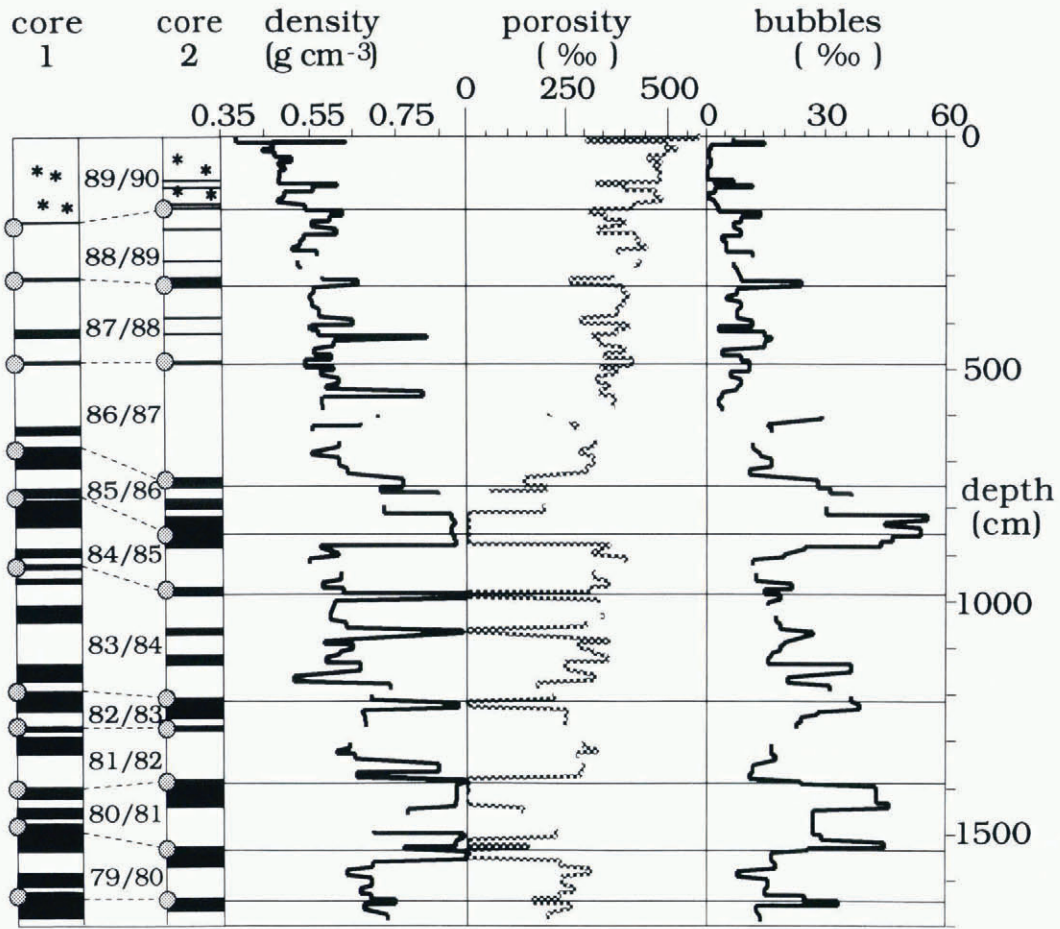 core core density porosity bubbles
1 2 (g cm-3) ( ‰) ( ‰ )
0 250 500
0.35 0.55 0.75 0 30 60
0
* * * * 89/90 * * * *
88/89
87/88
500
86/87
85/86
depth
(cm)
84/85
1000
83/84
82/83
81/82
80/81
1500
79/80